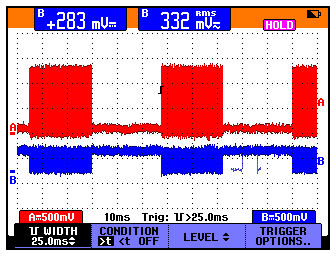 B +283 mV⎓ B 332 rms mV≂
HOLD
A
A
B
B
A=500mV 10ms Trig: ႮГ>25.0ms B=500mV
WIDTH 25.0ms CONDITION >t <t OFF LEVEL TRIGGER OPTIONS..